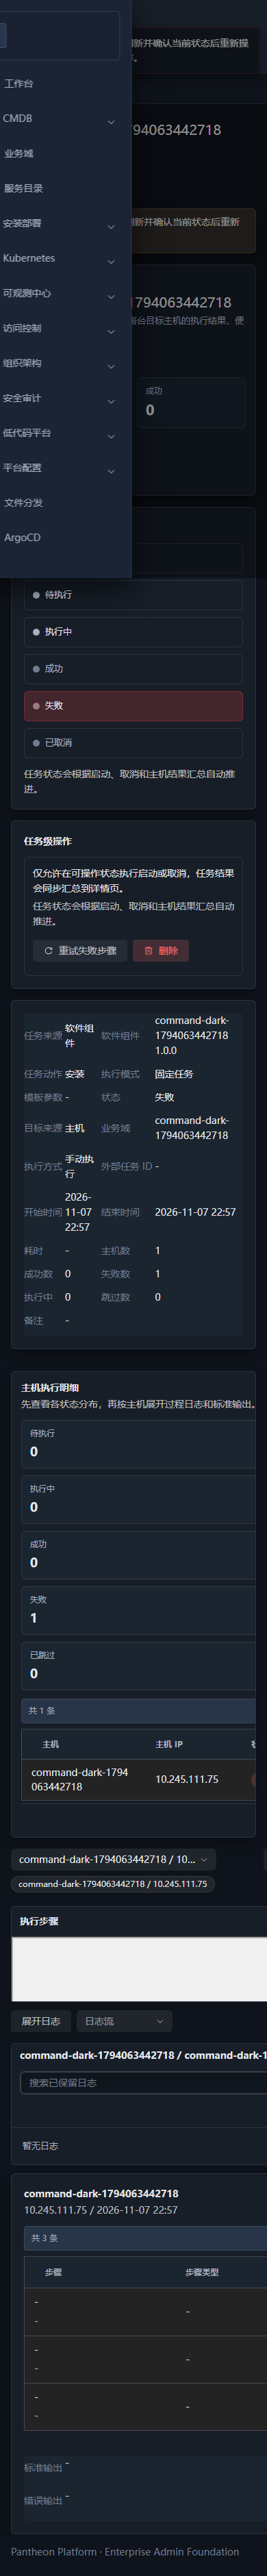 新并确认当前状态后重新操
工作台
CMDB
794063442718
业务域
服务目录
安装部署
新并确认当前状态后重新
Kubernetes
可观测中心
1794063442718
每台目标主机的执行结果，便
访问控制
组织架构
安全审计
成功
0
低代码平台
平台配置
文件分发
ArgoCD
待执行
执行中
成功
失败
已取消
任务状态会根据启动、取消和主机结果汇总自动推
进。
任务级操作
仅允许在可操作状态执行启动或取消，任务结果
会同步汇总到详情页。
任务状态会根据启动、取消和主机结果汇总自动
推进。
重试失败步骤 删除
任务来源 软件组件 软件组件 command-dark-1794063442718 1.0.0
任务动作 安装 执行模式 固定任务
模板参数 - 状态 失败
目标来源 主机 业务域 command-dark-1794063442718
执行方式 手动执行 外部任务 ID -
开始时间 2026-11-07 22:57 结束时间 2026-11-07 22:57
耗时 - 主机数 1
成功数 0 失败数 1
执行中 0 跳过数 0
备注 -
主机执行明细
先查看各状态分布，再按主机展开过程日志和标准输出。
待执行
0
执行中
0
成功
0
失败
1
已跳过
0
共 1 条
主机 主机 IP
command-dark-1794063442718 10.245.111.75
command-dark-1794063442718 / 10...
command-dark-1794063442718 / 10.245.111.75
执行步骤
展开日志 日志流
command-dark-1794063442718 / command-dark-1
搜索已保留日志
暂无日志
command-dark-1794063442718
10.245.111.75 / 2026-11-07 22:57
共 3 条
步骤 步骤类型
-
- -
-
- -
-
- -
标准输出 -
错误输出 -
Pantheon Platform · Enterprise Admin Foundation